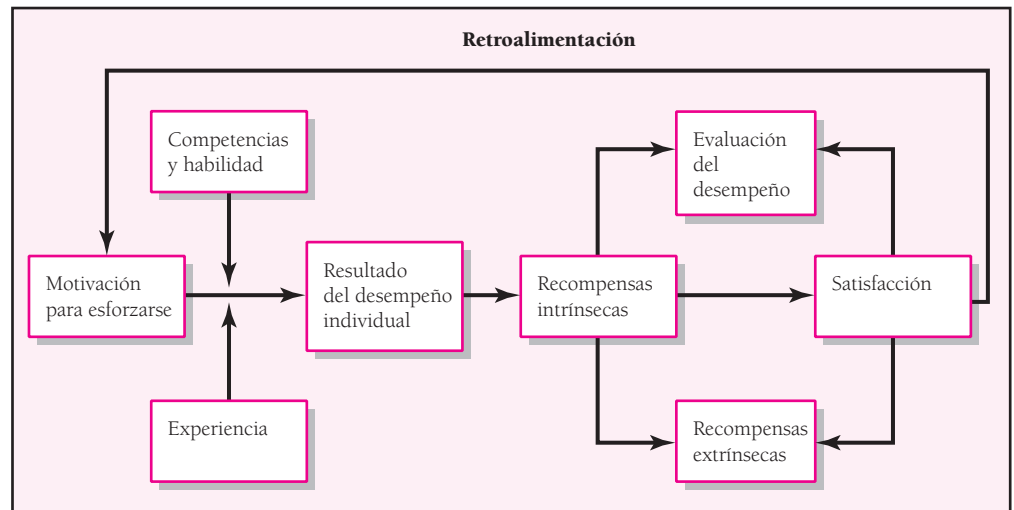 Retroalimentación
Competencias
y habilidad
Evaluación
del
desempeño
Motivación
para esforzarse
Resultado
del desempeño
individual
Recompensas
intrínsecas
Satisfacción
Experiencia
Recompensas
extrínsecas